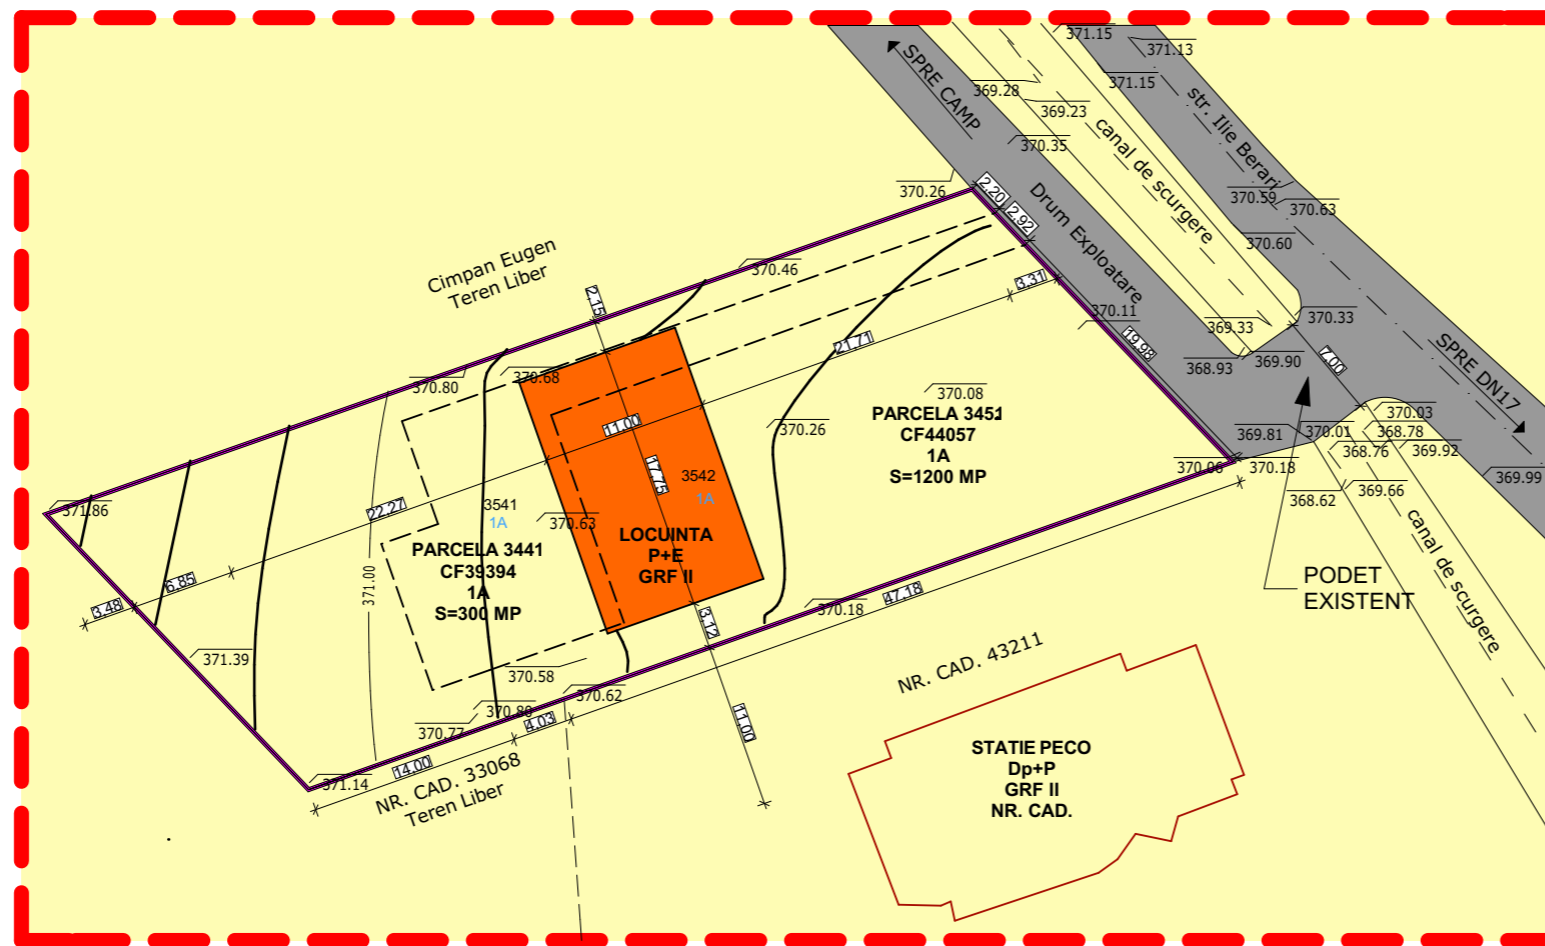 371.15
371.13
371.15
SPRE CAMP
369.28
369.23
str. Ilie Berari
canal de scurgere
370.35
370.26
2,20
2,92
Drum Exploatare
370.59
370.63
370.60
Cimpan Eugen
Teren Liber
370.46
2,15
3.31
370.11
369.33
370.33
21,71
19,98
7,00
SPRE DN17
368.93
369.90
370.80
370.68
370.08
PARCELA 3451
CF44057
1A
S=1200 MP
370.26
11.00
17,75
370.03
369.81
370.01
368.78
368.76
369.92
370.06
370.18
369.99
368.62
369.66
371.86
22,27
3541
1A
3542
1A
370.63
LOCUINTA
P+E
GRF II
PARCELA 3441
CF39394
1A
S=300 MP
371.00
6,85
3,48
canal de scurgere
PODET
EXISTENT
370.18
47,18
3,12
371.39
370.58
370.62
NR. CAD. 43211
370.80
370.77
4,03
11,00
14,00
371.14
NR. CAD. 33068
Teren Liber
STATIE PECO
Dp+P
GRF II
NR. CAD.